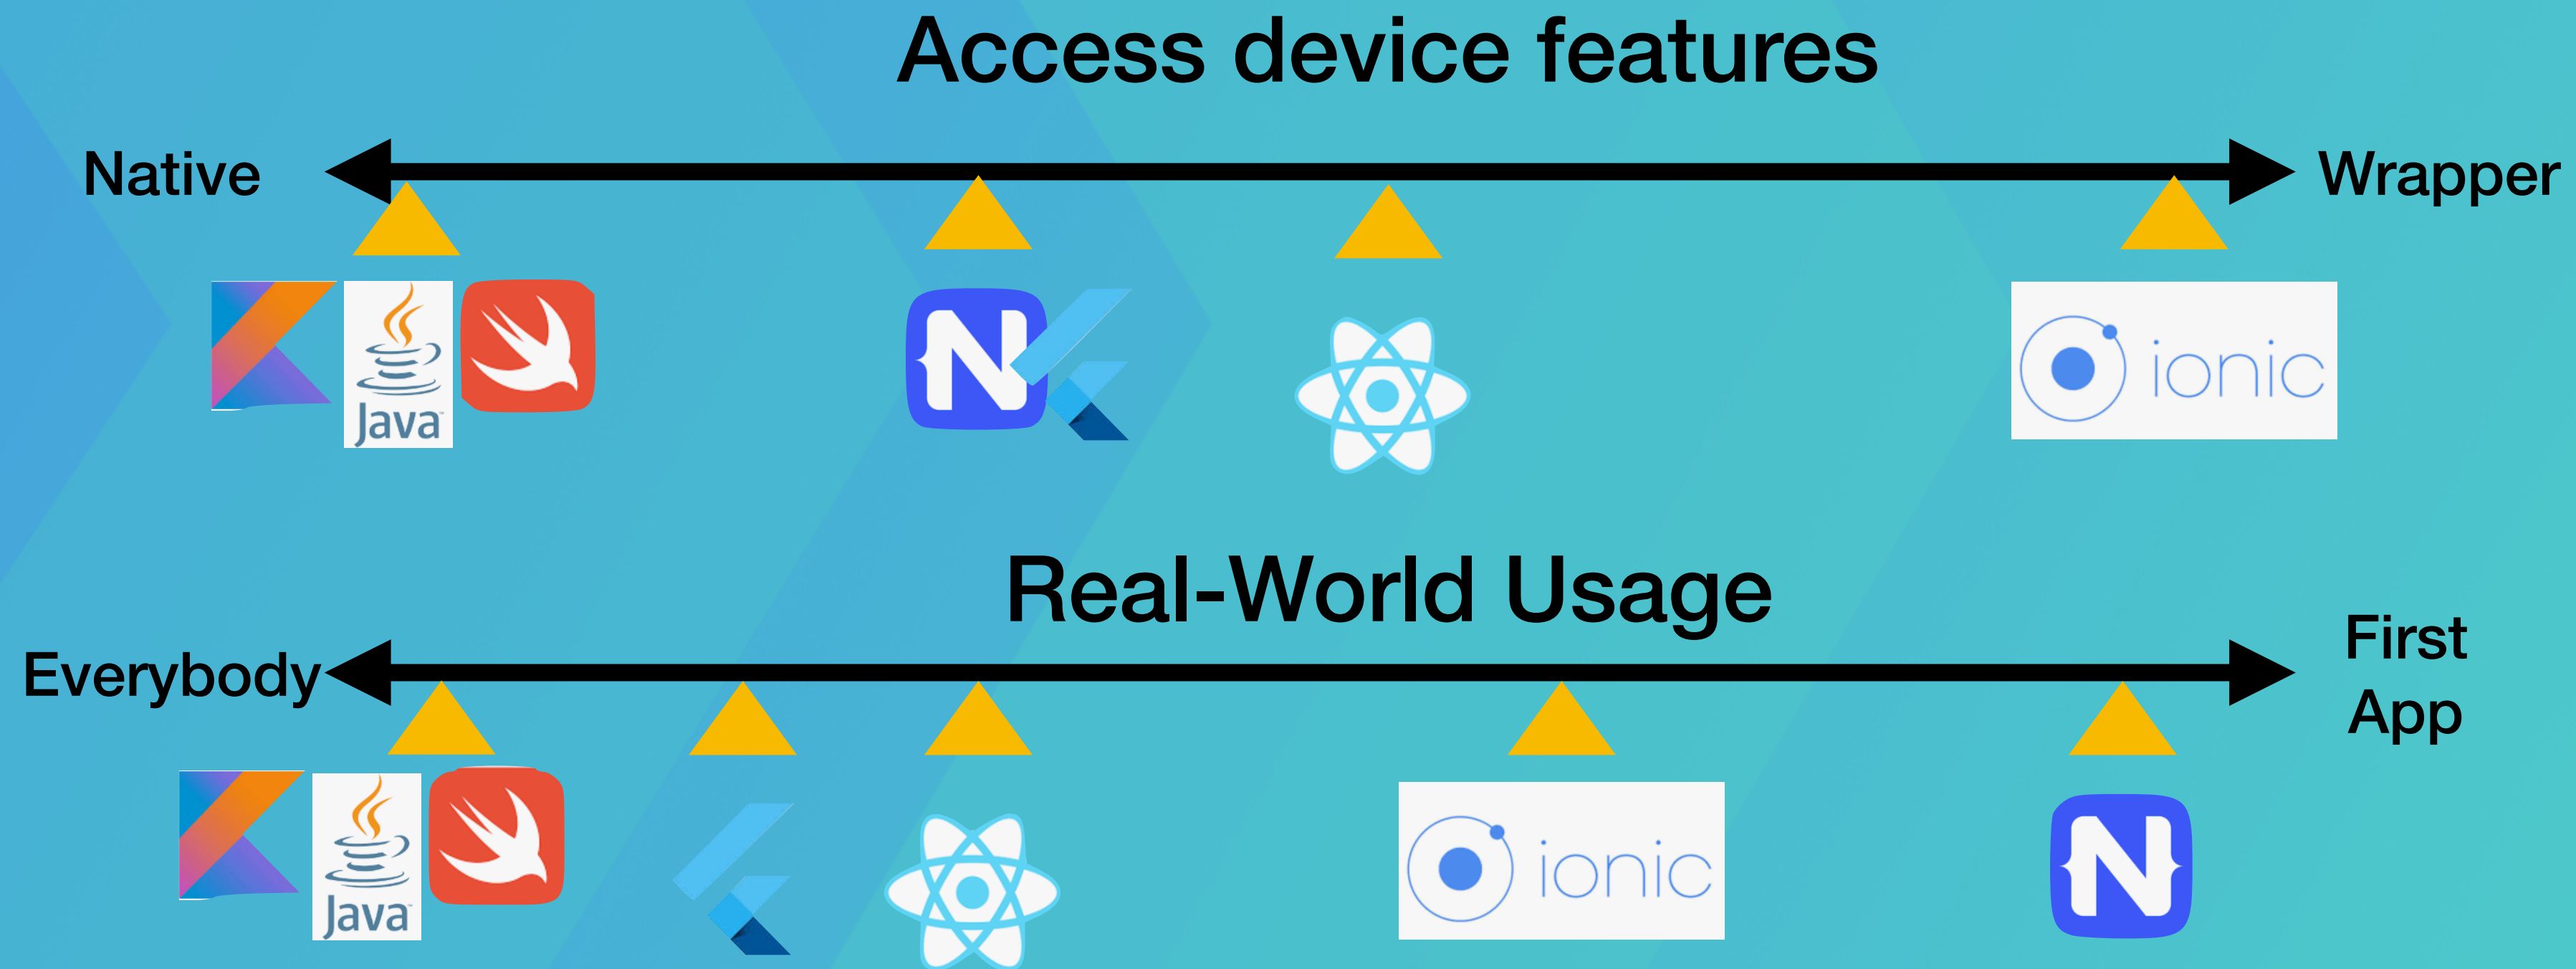 Access device features
Native
Wrapper
Java
N
ionic
Real-World Usage
Everybody
First
App
Java
ionic
N